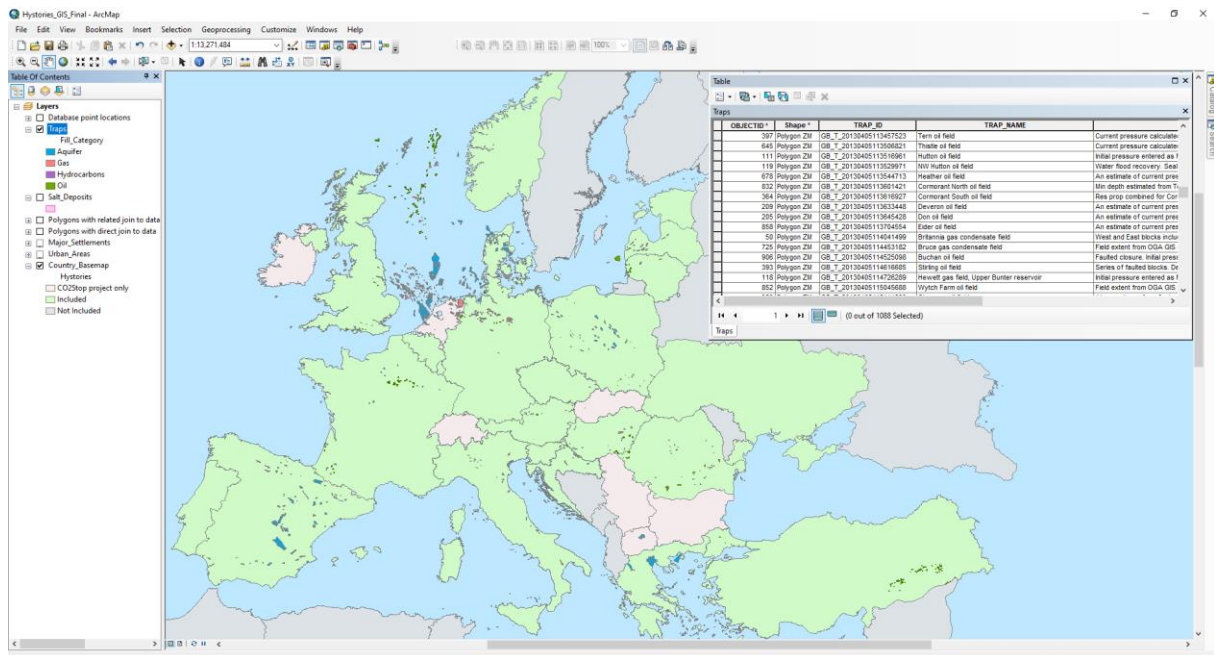 Hystories_GIS_Final - ArcMap
File Edit View Bookmarks Insert Selection Geoprocessing Customize Windows Help
1:13,271,484
100%
Table Of Contents
Layers
Database point locations
Traps
Fill_Category
Aquifer
Gas
Hydrocarbons
Oil
Salt_Deposits
Polygons with related join to data
Polygons with direct join to data
Major_Settlements
Urban_Areas
Country_Basemap
Hystories
CO2Stop project only
Included
Not Included
Table
Traps
OBJECTID * Shape * TRAP_ID TRAP_NAME
397 Polygon ZM GB_T_20130405113457523 Tern oil field Current pressure calculate
645 Polygon ZM GB_T_20130405113506821 Thistle oil field Current pressure calculate
111 Polygon ZM GB_T_20130405113516961 Hutton oil field Initial pressure entered as
119 Polygon ZM GB_T_20130405113529971 NW Hutton oil field Water flood recovery. Seal
678 Polygon ZM GB_T_20130405113544713 Heather oil field An estimate of current pres
832 Polygon ZM GB_T_20130405113601421 Cormorant North oil field Min depth estimated from
364 Polygon ZM GB_T_20130405113616927 Cormorant South oil field Res prop combined for Cor
209 Polygon ZM GB_T_20130405113633448 Deveron oil field An estimate of current pres
205 Polygon ZM GB_T_20130405113645428 Don oil field An estimate of current pres
858 Polygon ZM GB_T_20130405113704554 Eider oil field An estimate of current pres
50 Polygon ZM GB_T_20130405114041499 Britannia gas condensate field West and East blocks inclu
725 Polygon ZM GB_T_20130405114453182 Bruce gas condensate field Field extent from OGA GIS
906 Polygon ZM GB_T_20130405114525098 Buchan oil field Faulted closure. Initial press
393 Polygon ZM GB_T_20130405114616685 Stirling oil field Series of faulted blocks. De
118 Polygon ZM GB_T_20130405114726289 Hewett gas field, Upper Bunter reservoir Initial pressure entered as
852 Polygon ZM GB_T_20130405115045688 Wytch Farm oil field Field extent from OGA GIS.
1 (0 out of 1088 Selected)
Traps
Catalog
Search